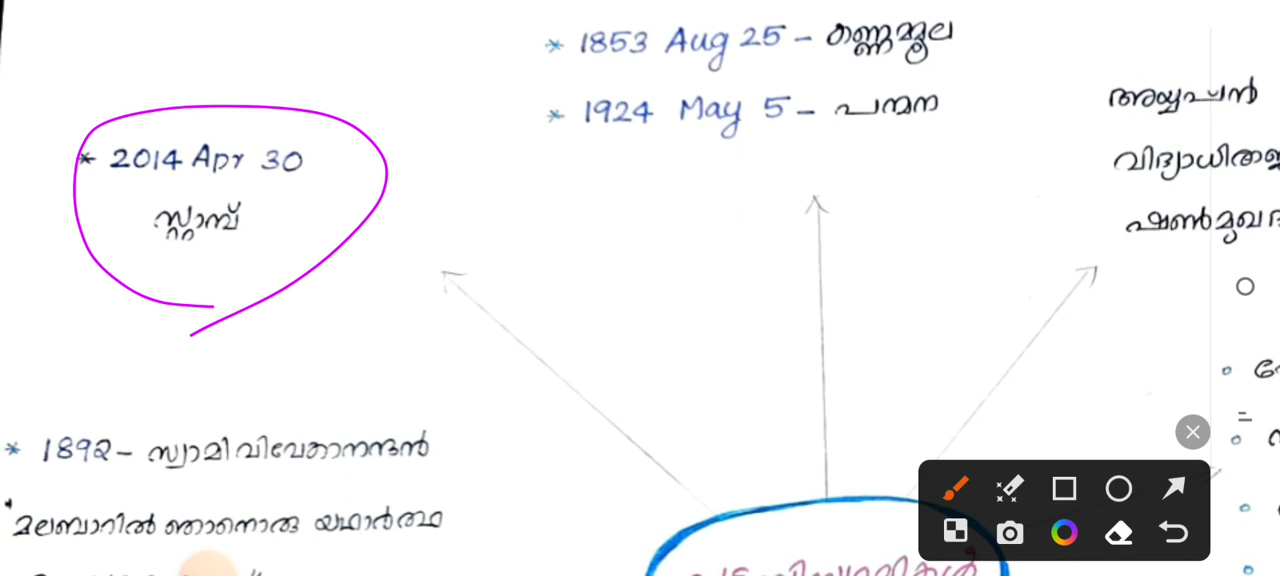 * 1853 Aug 25 - കണ്ണമ്മൂല
* 1924 May 5 - പന്മന
അയ്യപ്പൻ
* 2014 Apr 30
സ്റ്റാമ്പ്
* 1892 - സ്വാമി വിവേകാനന്ദൻ
"മലബാറിൽ ഞാനൊരു യഥാർത്ഥ